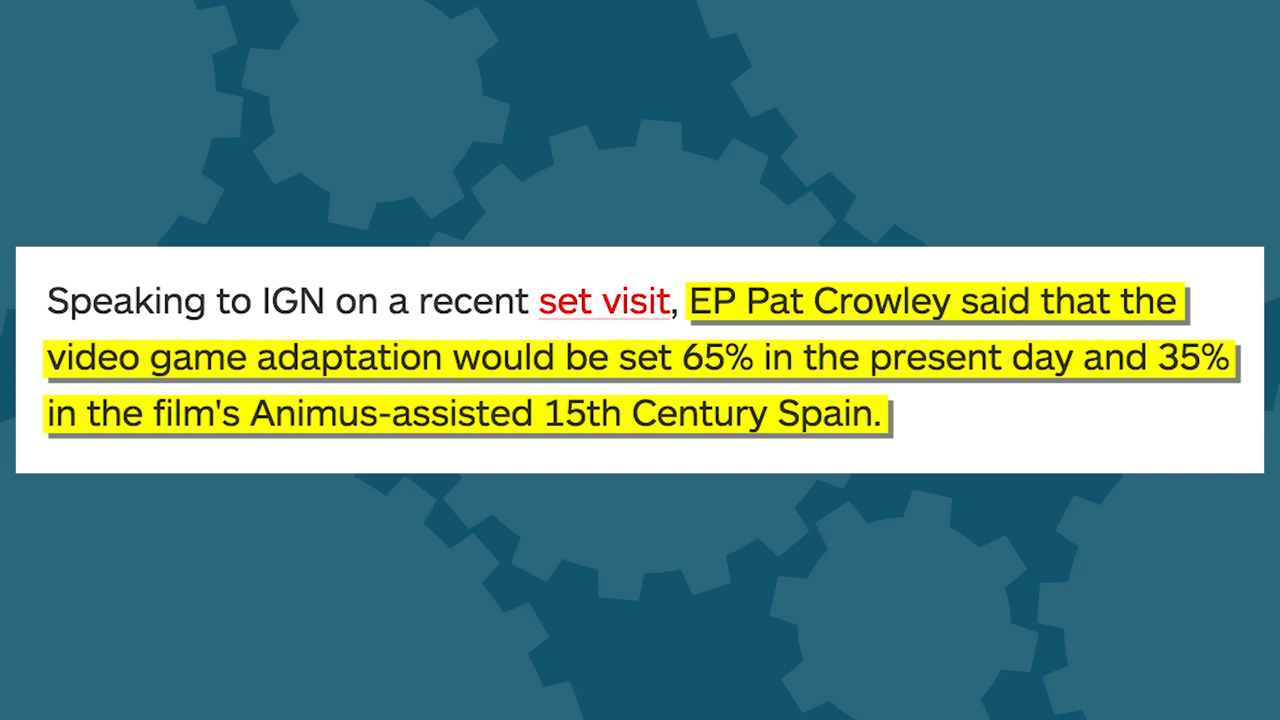 Speaking to IGN on a recent set visit, EP Pat Crowley said that the
video game adaptation would be set 65% in the present day and 35%
in the film's Animus-assisted 15th Century Spain.